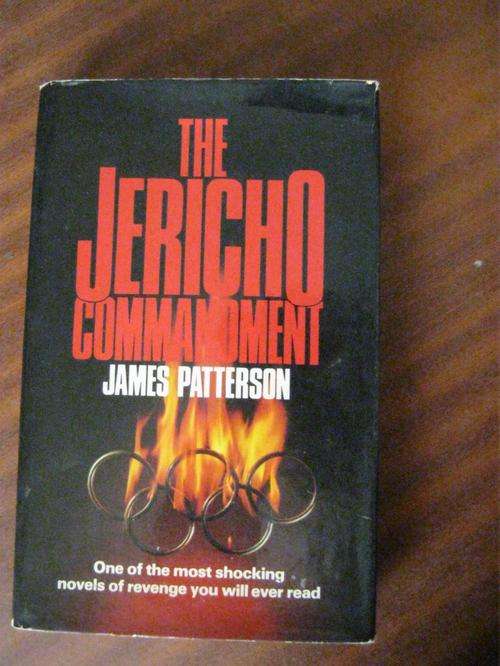 THE
JERICHO
COMMANDMENT
JAMES PATTERSON
One of the most shocking
novels of revenge you will ever read